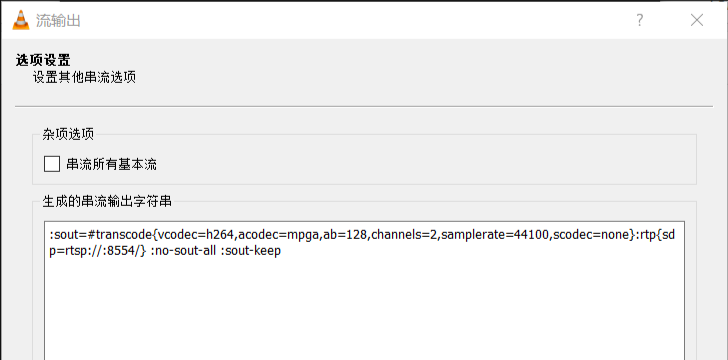 流输出
?
选项设置
设置其他串流选项
杂项选项
串流所有基本流
生成的串流输出字符串
:sout=#transcode{vcodec=h264,acodec=mpga,ab=128,channels=2,samplerate=44100,scodec=none}:rtp{sd
p=rtsp://:8554/} :no-sout-all :sout-keep